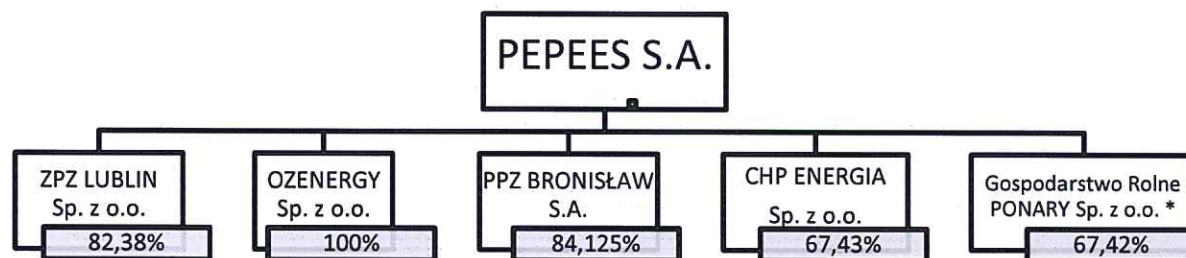 PEPEES S.A.
ZPZ LUBLIN
Sp. z o.o.
82,38%
OZENERGY
Sp. z o.o.
100%
PPZ BRONISŁAW
S.A.
84,125%
CHP ENERGIA
Sp. z o.o.
67,43%
Gospodarstwo Rolne
PONARY Sp. z o.o. *
67,42%